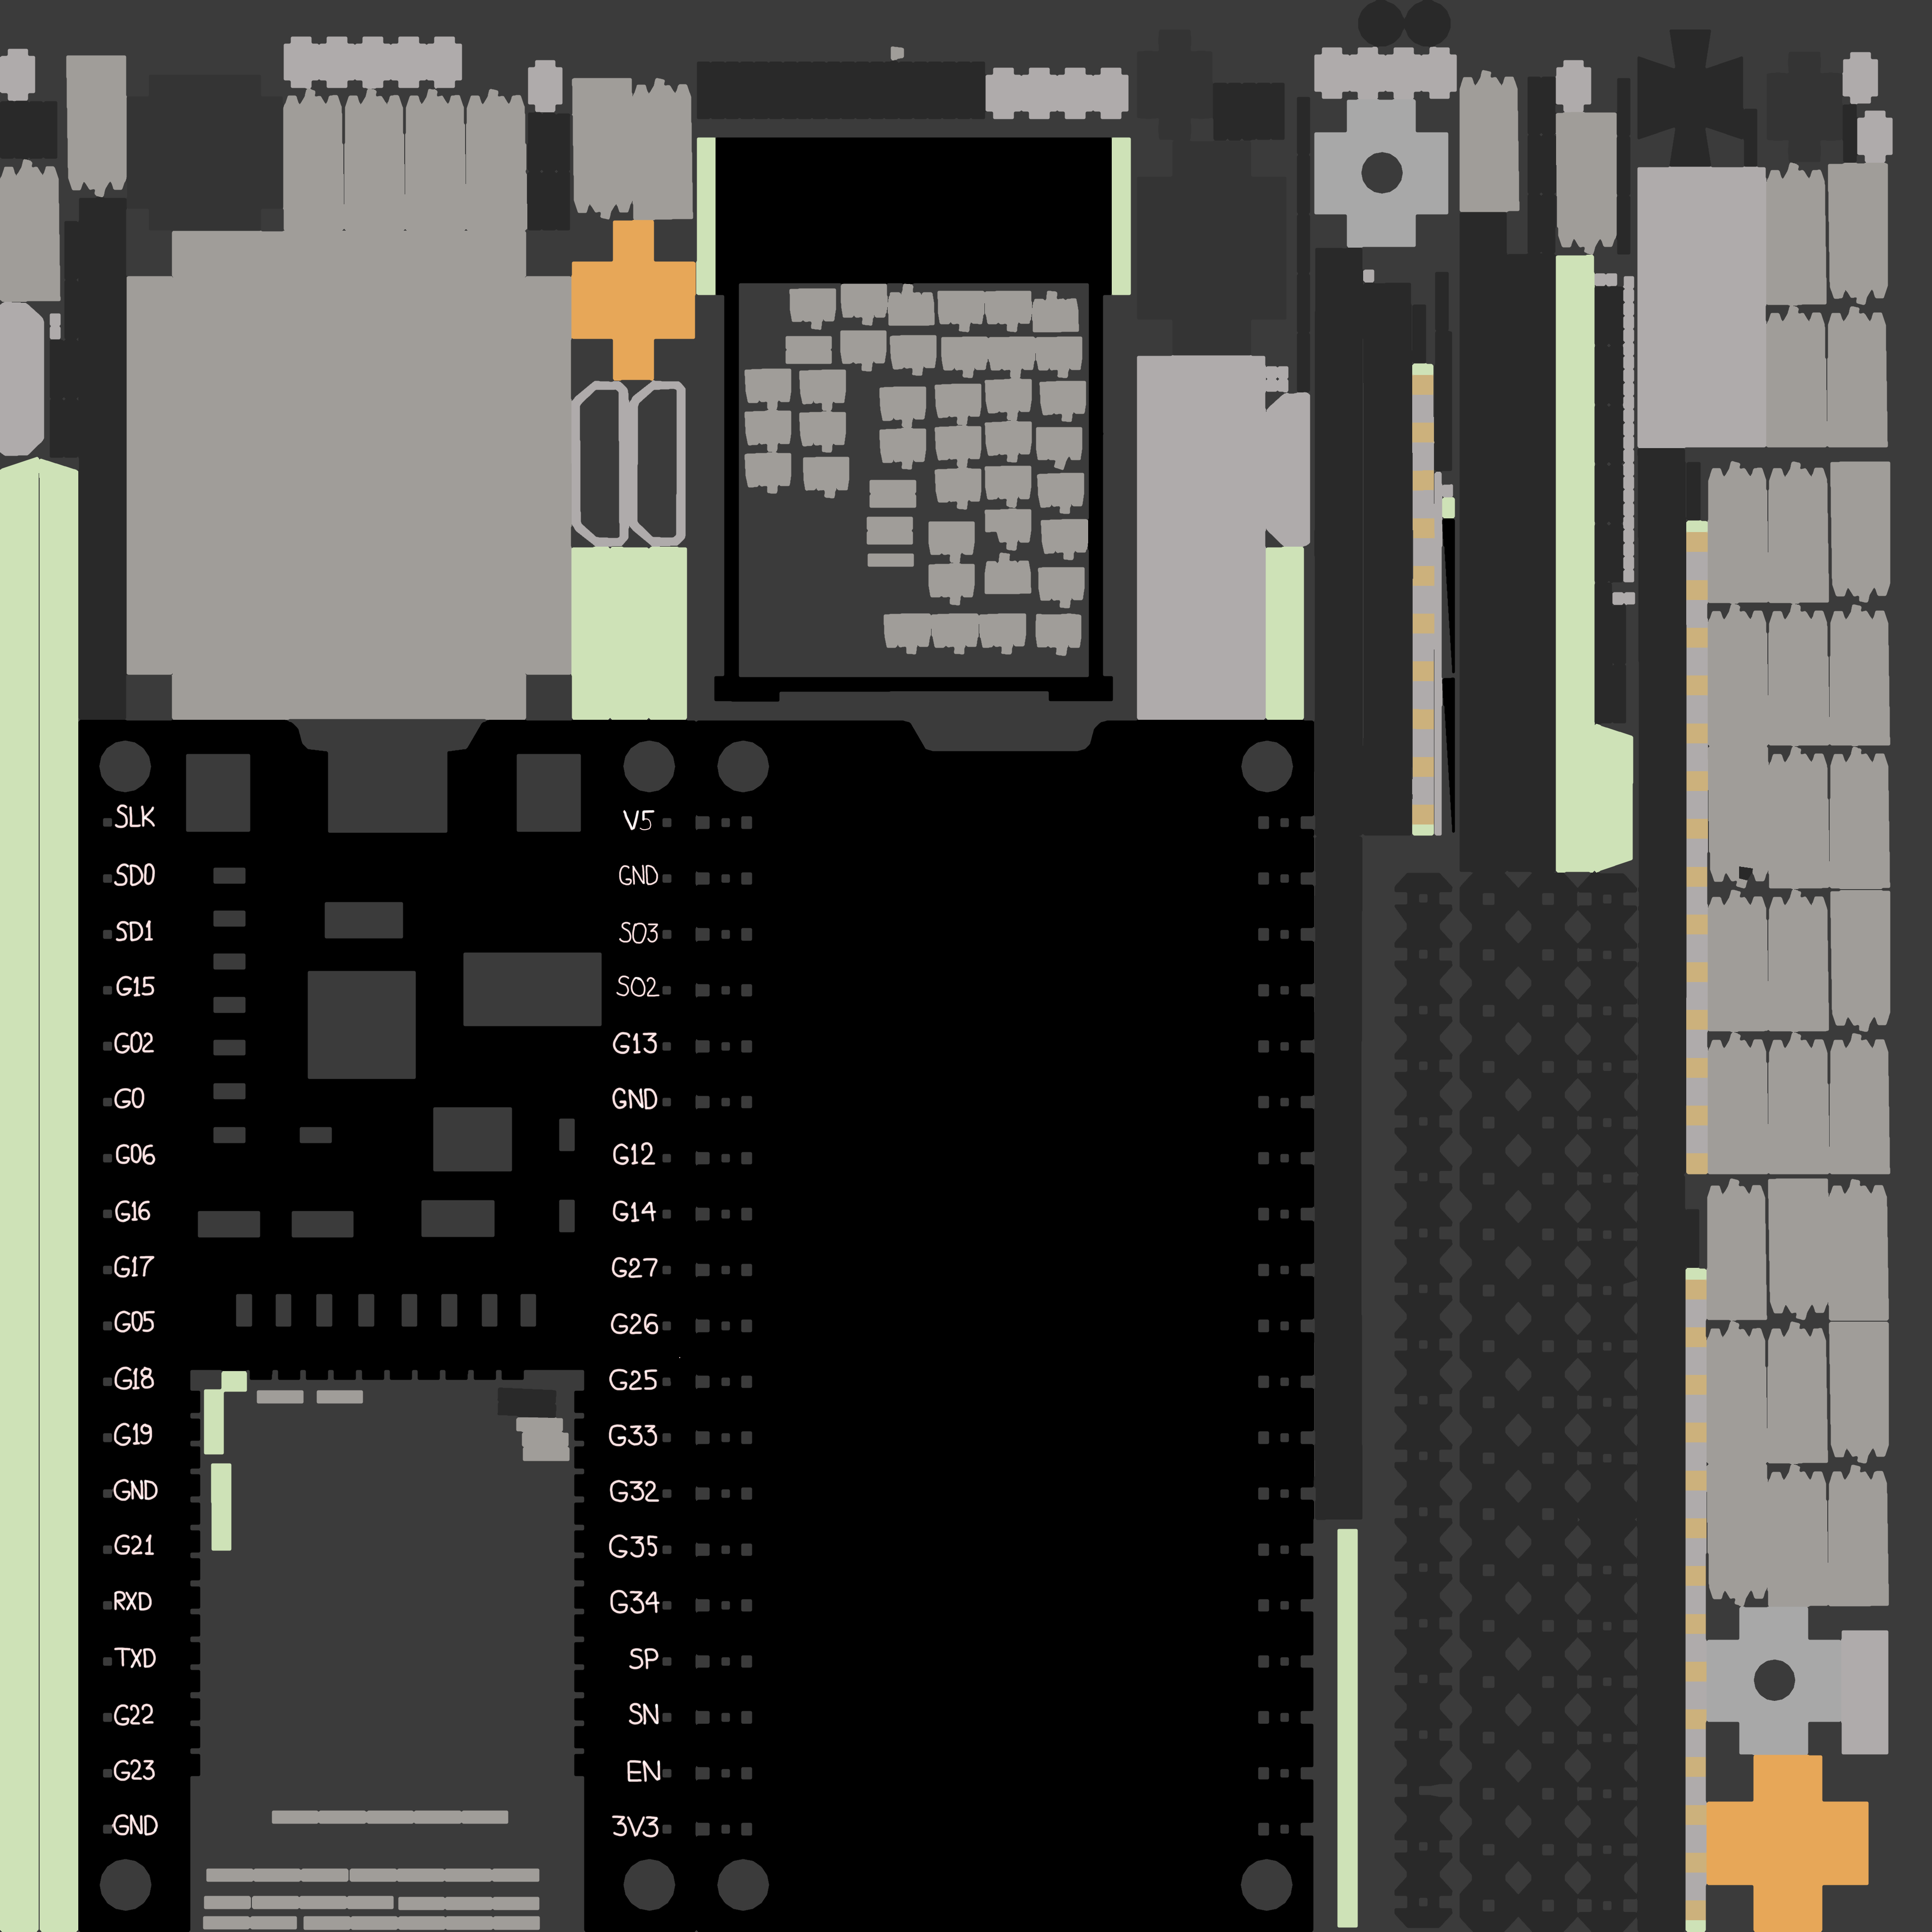 SLK
V5
SD0
GND
SD1
SO3
G15
SO2
G02
G13
G0
GND
G06
G12
G16
G14
G17
G27
G05
G26
G18
G25
G19
G33
GND
G32
G21
G35
RXD
G34
TXD
SP
G22
SN
G23
EN
GND
3V3